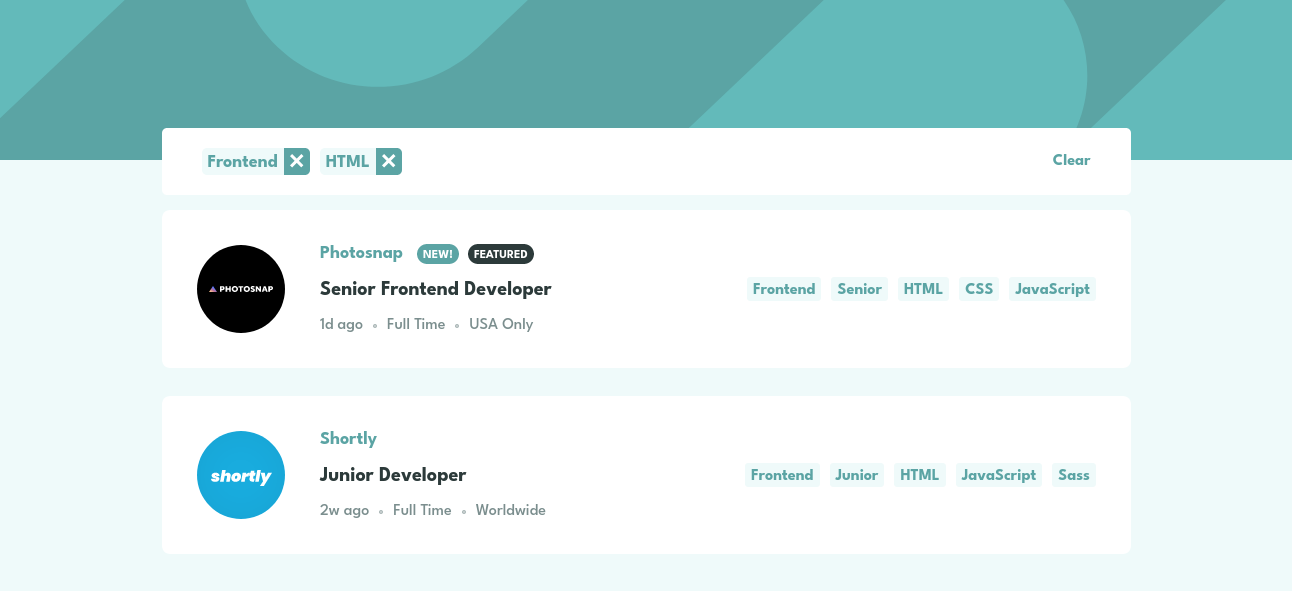 Frontend HTML Clear
Photosnap NEW! FEATURED
PHOTOSNAP
Senior Frontend Developer
Frontend Senior HTML CSS JavaScript
1d ago • Full Time • USA Only
Shortly
shortly
Junior Developer
Frontend Junior HTML JavaScript Sass
2w ago • Full Time • Worldwide